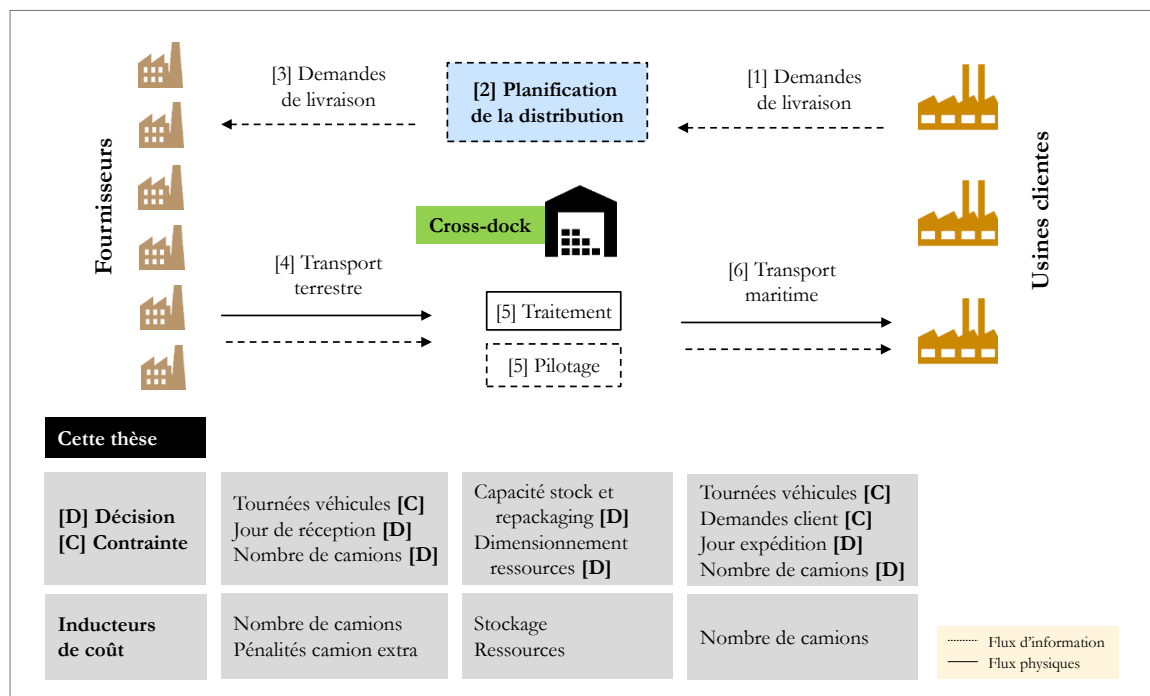 [3] Demandes
de livraison
[2] Planification
de la distribution
[1] Demandes
de livraison
Fournisseurs
Cross-dock
Usines clientes
[4] Transport
terrestre
[5] Traitement
[5] Pilotage
[6] Transport
maritime
Cette thèse
[D] Décision
[C] Contrainte
Tournées véhicules [C]
Jour de réception [D]
Nombre de camions [D]
Capacité stock et
repackaging [D]
Dimensionnement
ressources [D]
Tournées véhicules [C]
Demandes client [C]
Jour expédition [D]
Nombre de camions [D]
Inducteurs
de coût
Nombre de camions
Pénalités camion extra
Stockage
Ressources
Nombre de camions
Flux d'information
Flux physiques